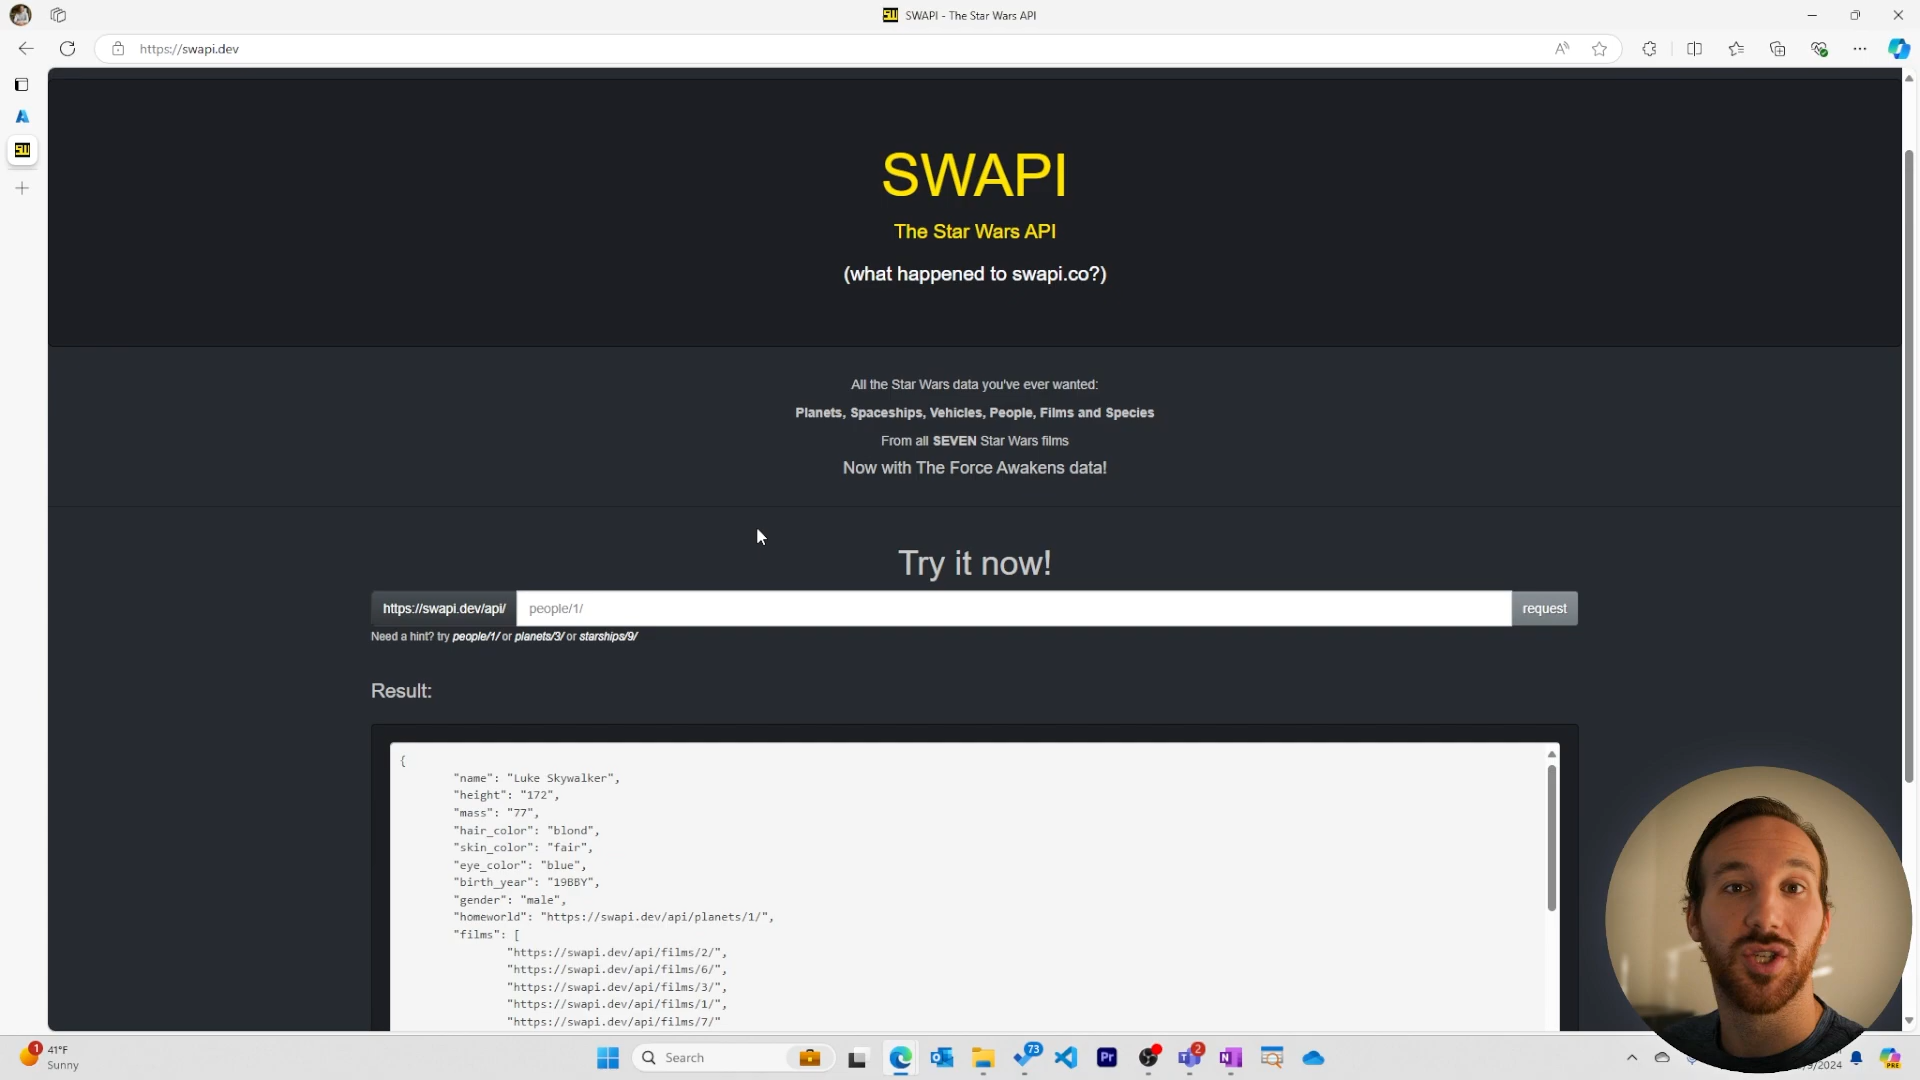 SWAPI - The Star Wars API
https://swapi.dev
SWAPI
The Star Wars API
(what happened to swapi.co?)
All the Star Wars data you've ever wanted:
Planets, Spaceships, Vehicles, People, Films and Species
From all SEVEN Star Wars films
Now with The Force Awakens data!
Try it now!
https://swapi.dev/api/ people/1/ request
Need a hint? try people/1/ or planets/3/ or starships/9/
Result:
{
"name": "Luke Skywalker",
"height": "172",
"mass": "77",
"hair_color": "blond",
"skin_color": "fair",
"eye_color": "blue",
"birth_year": "19BBY",
"gender": "male",
"homeworld": "https://swapi.dev/api/planets/1/",
"films": [
"https://swapi.dev/api/films/2/",
"https://swapi.dev/api/films/6/",
"https://swapi.dev/api/films/3/",
"https://swapi.dev/api/films/1/",
"https://swapi.dev/api/films/7/"
1
41°F
Sunny
Search
73
Pr
2
/2024
PRE